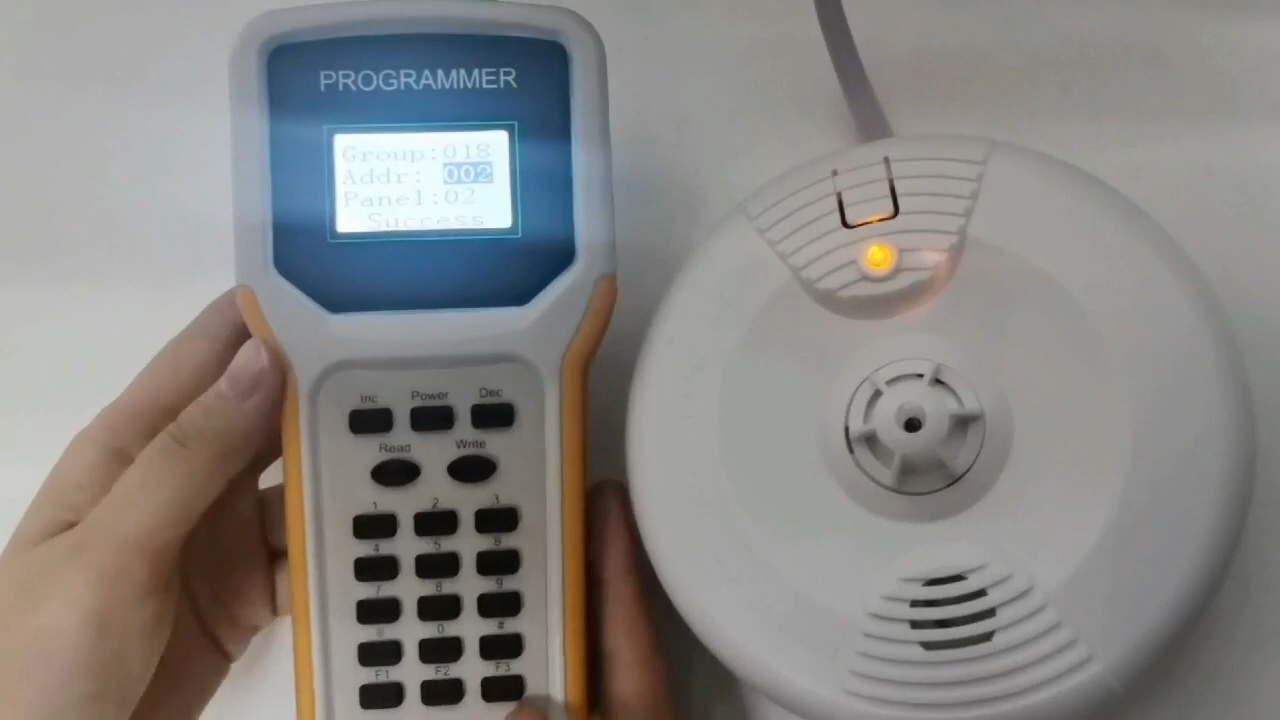 PROGRAMMER
Group:018
Addr: 002
Panel:02
Success
Inc Power Dec
Read Write
1 2 3
4 5
7 8 9
0 #
F1 F2 F3